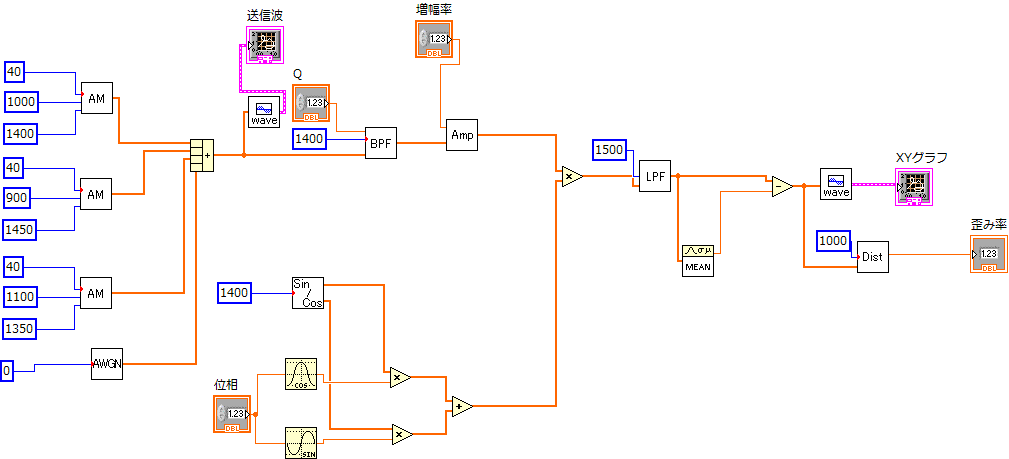 送信波
増幅率
1.23
DBL
40
1000
1400
AM
Q
1.23
DBL
wave
1400
BPF
Amp
40
900
1450
AM
+
×
1500
LPF
-
wave
XYグラフ
1000
Dist
歪み率
1.23
DBL
σμ
MEAN
40
1100
1350
AM
1400
Sin
Cos
0
AWGN
COS
×
位相
1.23
DBL
+
SIN
×